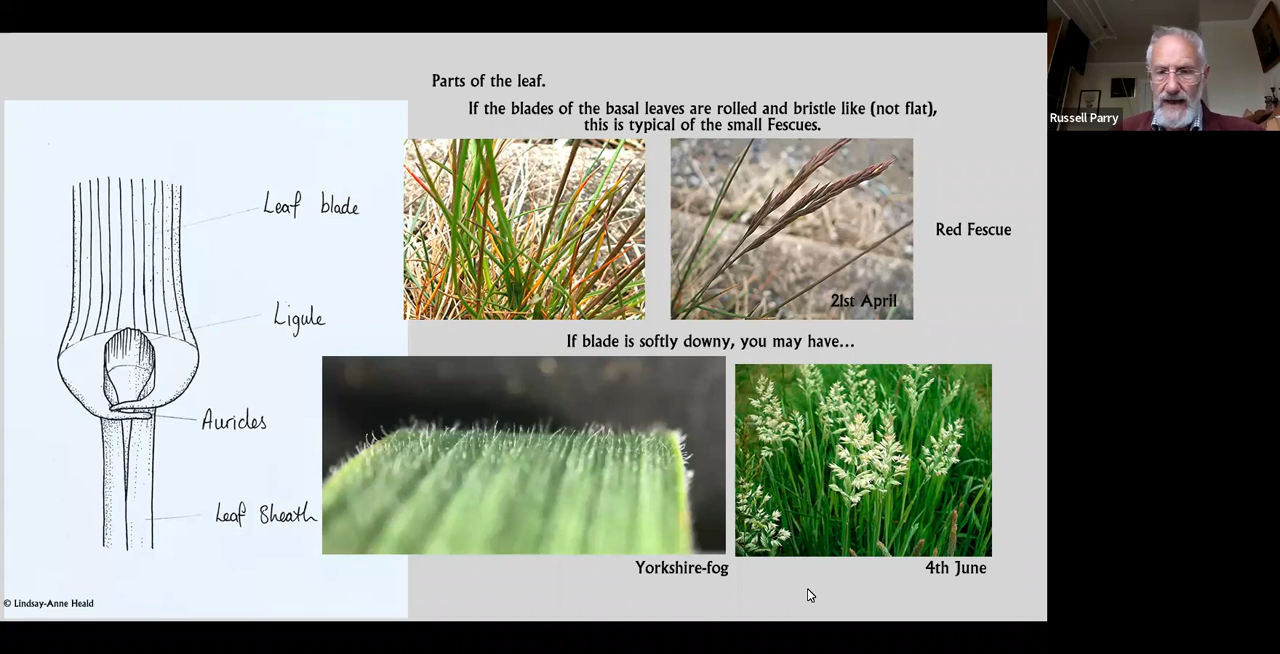 Parts of the leaf.
If the blades of the basal leaves are rolled and bristle like (not flat),
this is typical of the small Fescues.
Russell Parry
Leaf blade
Ligule
Auricles
Leaf Sheath
Red Fescue
21st April
If blade is softly downy, you may have...
Yorkshire-fog
4th June
© Lindsay-Anne Heald